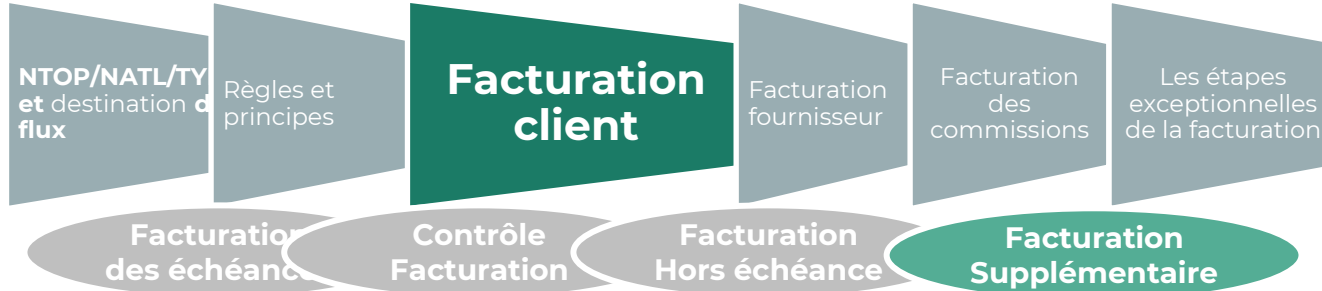 NTOP/NATL/TY
et destination d
flux
Règles et
principes
Facturation
client
Facturation
fournisseur
Facturation
des
commissions
Les étapes
exceptionnelles
de la facturation
Facturation
des échéanc
Contrôle
Facturation
Facturation
Hors échéance
Facturation
Supplémentaire